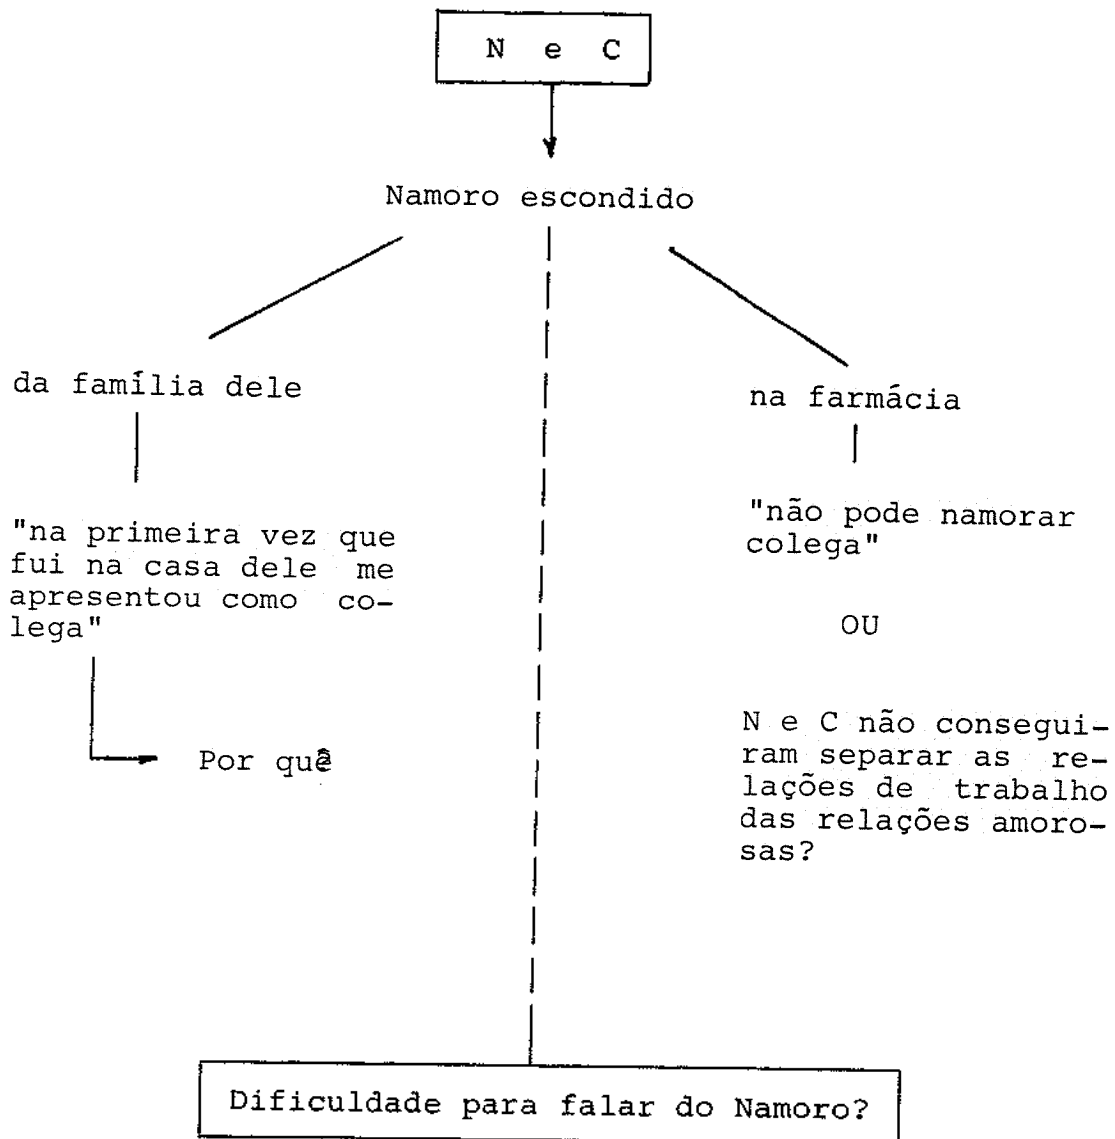 N e C
Namoro escondido
da família dele
"na primeira vez que
fui na casa dele me
apresentou como co-
lega"
Por quê
na farmácia
"não pode namorar
colega"
OU
N e C não consegui-
ram separar as re-
lações de trabalho
das relações amoro-
sas?
Dificuldade para falar do Namoro?